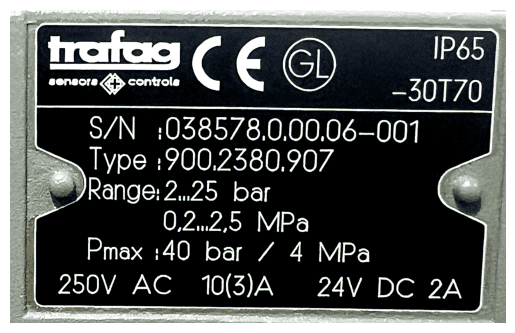 trafag CE GL IP65
sensors controls -30T70
S/N :038578.0.00.06-001
Type :900.2380.907
Range:2...25 bar
0,2...2,5 MPa
Pmax :40 bar / 4 MPa
250V AC 10(3)A 24V DC 2A